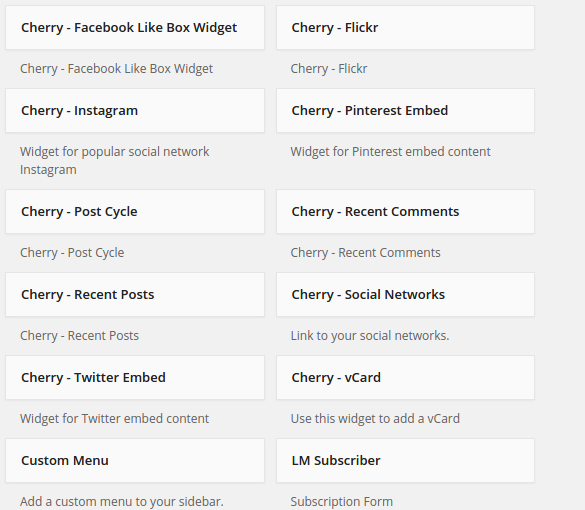 Cherry - Facebook Like Box Widget
Cherry - Flickr
Cherry - Facebook Like Box Widget
Cherry - Flickr
Cherry - Instagram
Cherry - Pinterest Embed
Widget for popular social network
Instagram
Widget for Pinterest embed content
Cherry - Post Cycle
Cherry - Recent Comments
Cherry - Post Cycle
Cherry - Recent Comments
Cherry - Recent Posts
Cherry - Social Networks
Cherry - Recent Posts
Link to your social networks.
Cherry - Twitter Embed
Cherry - vCard
Widget for Twitter embed content
Use this widget to add a vCard
Custom Menu
LM Subscriber
Add a custom menu to your sidebar.
Subscription Form